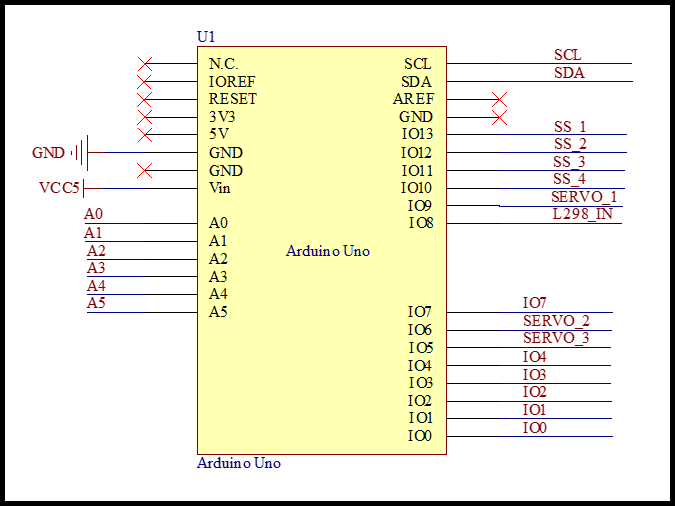 U1
N.C. SCL SCL
IOREF SDA SDA
RESET AREF
3V3 GND
5V IO13 SS_1
GND GND IO12 SS_2
GND IO11 SS_3
VCC5 Vin IO10 SS_4
IO9 SERVO_1
A0 A0 IO8 L298_IN
A1 A1
Arduino Uno
A2 A2
A3 A3
A4 A4
A5 A5 IO7 IO7
IO6 SERVO_2
IO5 SERVO_3
IO4 IO4
IO3 IO3
IO2 IO2
IO1 IO1
IO0 IO0
Arduino Uno